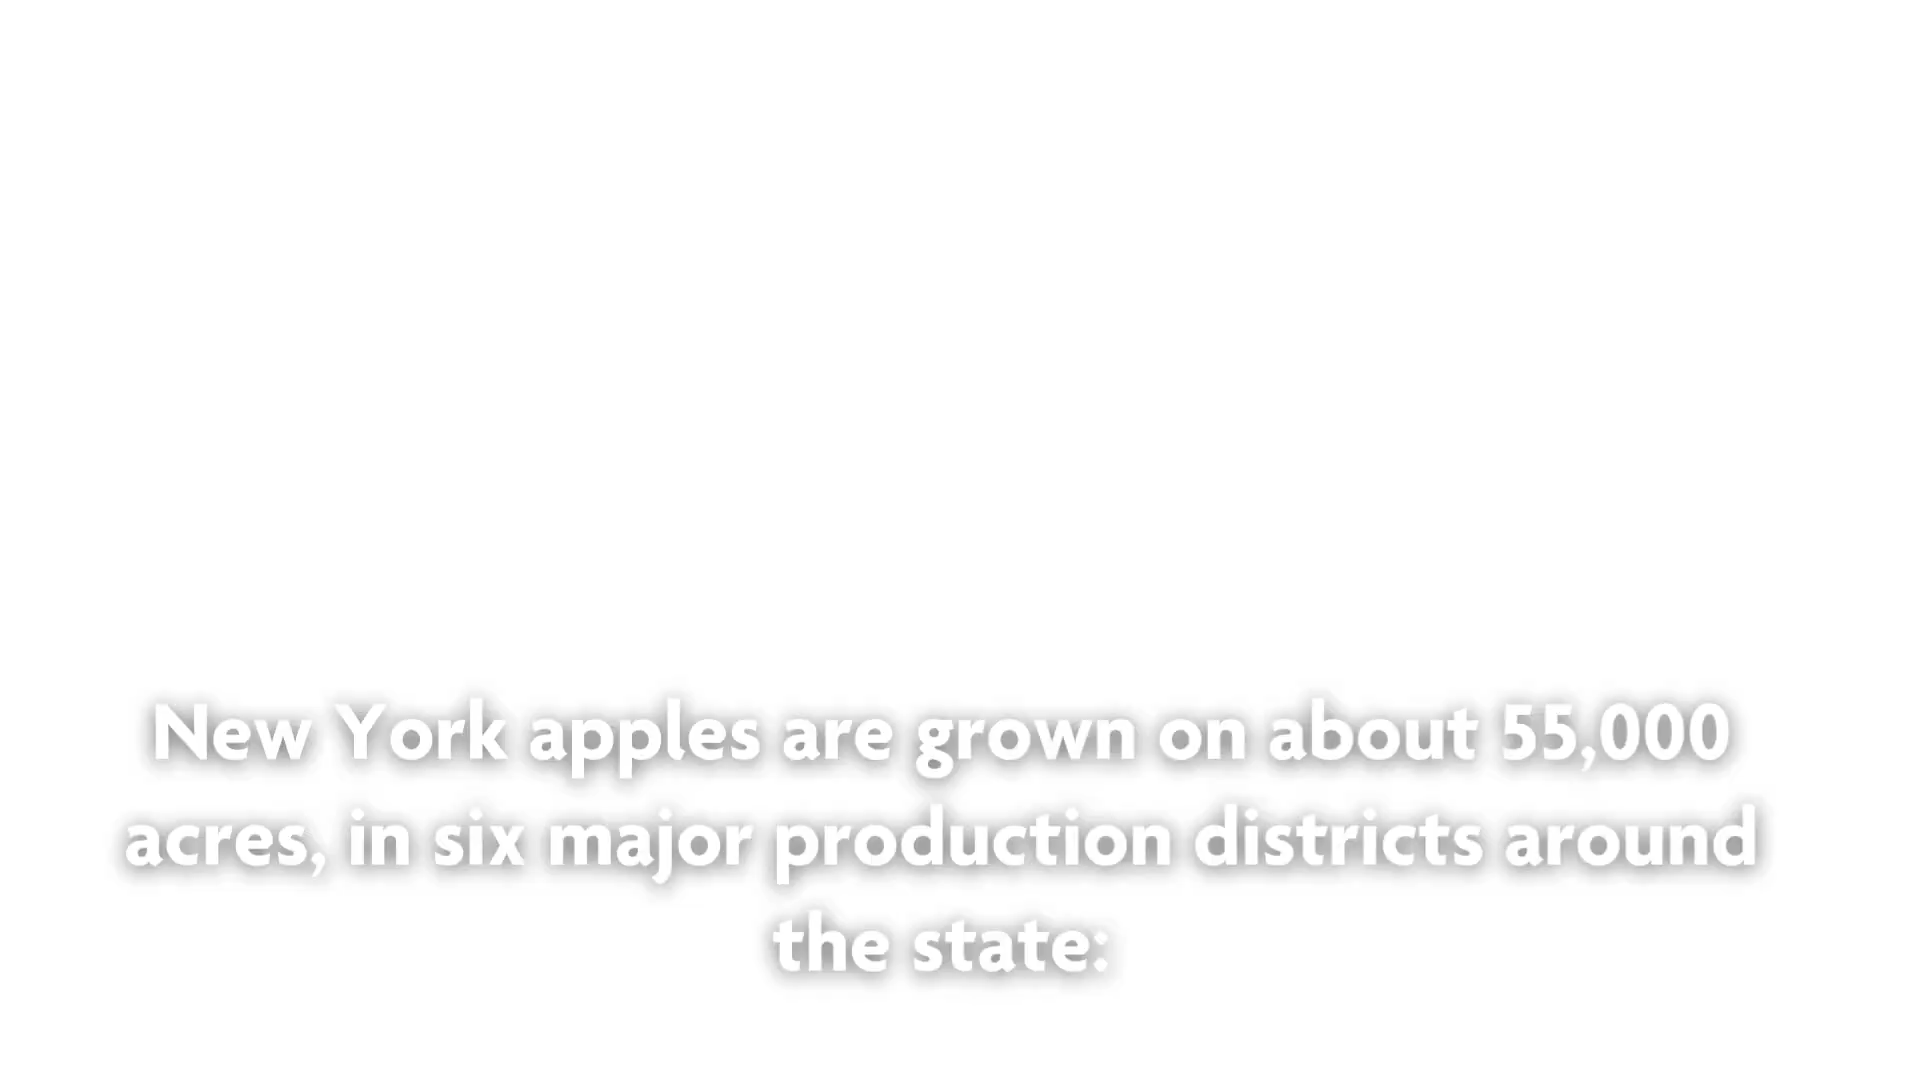 New York apples are grown on about 55,000
acres, in six major production districts around
the state: